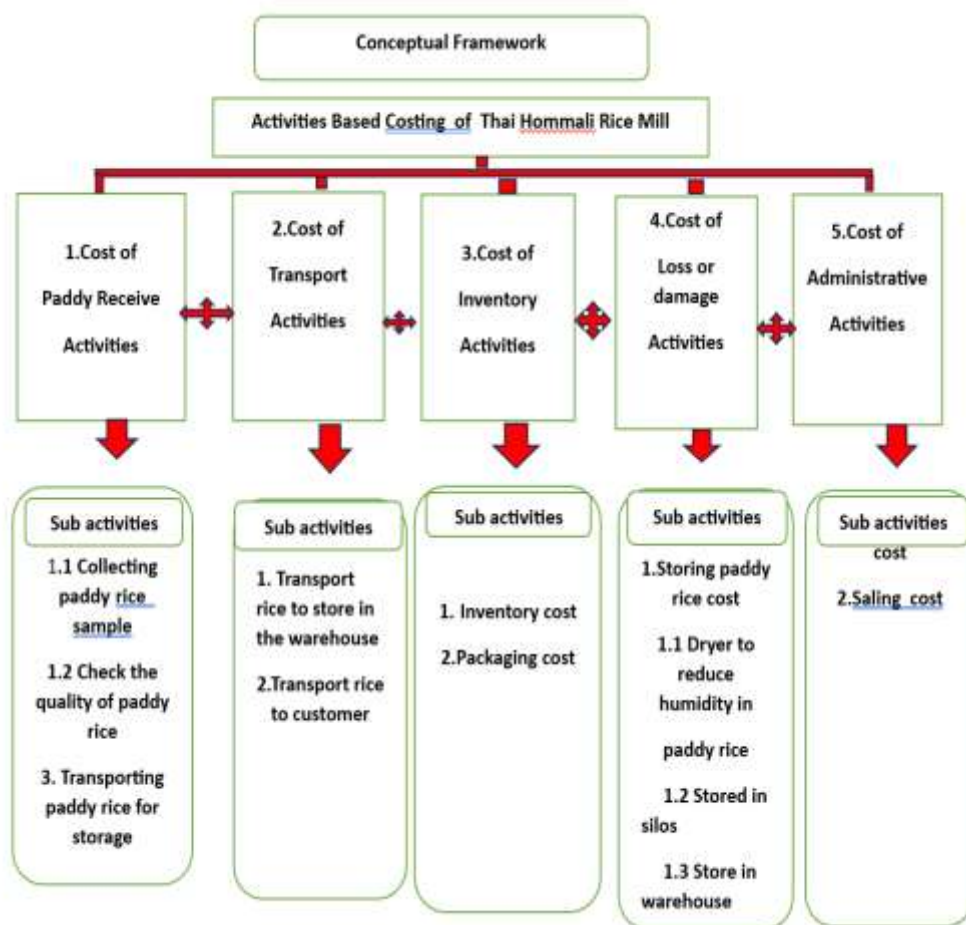 Conceptual Framework
Activities Based Costing of Thai Hommali Rice Mill
1.Cost of
Paddy Receive
Activities
2.Cost of
Transport
Activities
3.Cost of
Inventory
Activities
4.Cost of
Loss or
damage
Activities
5.Cost of
Administrative
Activities
Sub activities
1.1 Collecting
paddy rice
sample
1.2 Check the
quality of paddy
rice
3. Transporting
paddy rice for
storage
Sub activities
1. Transport
rice to store in
the warehouse
2.Transport rice
to customer
Sub activities
1. Inventory cost
2.Packaging cost
Sub activities
1.Storing paddy
rice cost
1.1 Dryer to
reduce
humidity in
paddy rice
1.2 Stored in
silos
1.3 Store in
warehouse
Sub activities
cost
2.Saling cost